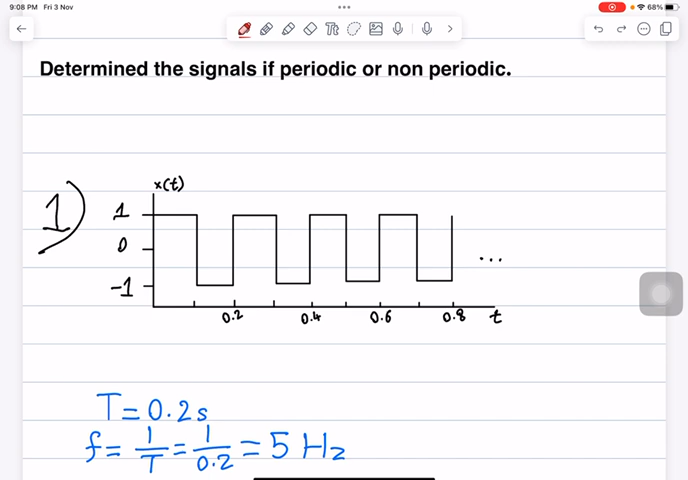 9:08 PM Fri 3 Nov
68%
Determined the signals if periodic or non periodic.
1)
x(t)
1
0
-1
...
0.2 0.4 0.6 0.8 t
T = 0.2 s
f = 1/T = 1/0.2 = 5 Hz